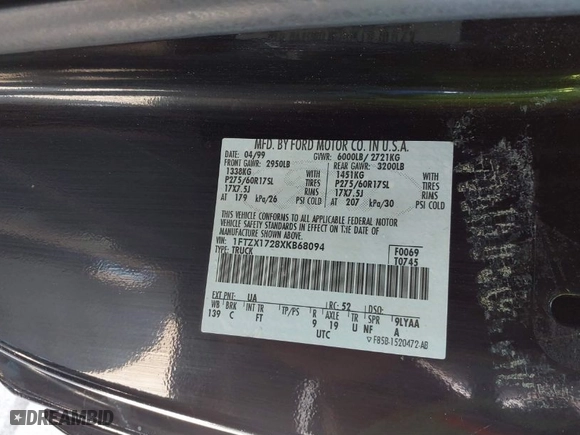 MFD. BY FORD MOTOR CO. IN U.S.A.
DATE: 04/99 GVWR: 6000LB/ 2721KG
FRONT GAWR: 2950LB REAR GAWR: 3200LB
1338KG WITH 1451KG WITH
P275/60R17SL TIRES P275/60R17SL TIRES
17X7.5J RIMS 17X7.5J RIMS
AT 179 kPa/26 PSI COLD AT 207 kPa/30 PSI COLD
THIS VEHICLE CONFORMS TO ALL APPLICABLE FEDERAL MOTOR
VEHICLE SAFETY STANDARDS IN EFFECT ON THE DATE OF
MANUFACTURE SHOWN ABOVE.
VIN: 1FTZX1728XKB68094
TYPE: TRUCK
F0069
T0745
EXT PNT: UA RC: 52 DSO:
WB BRK INT TR TP/PS R AXLE TR SPR 9LYAA
139 C FT 9 19 U NF A
UTC
F85B-1520472-AB
DREAMBID